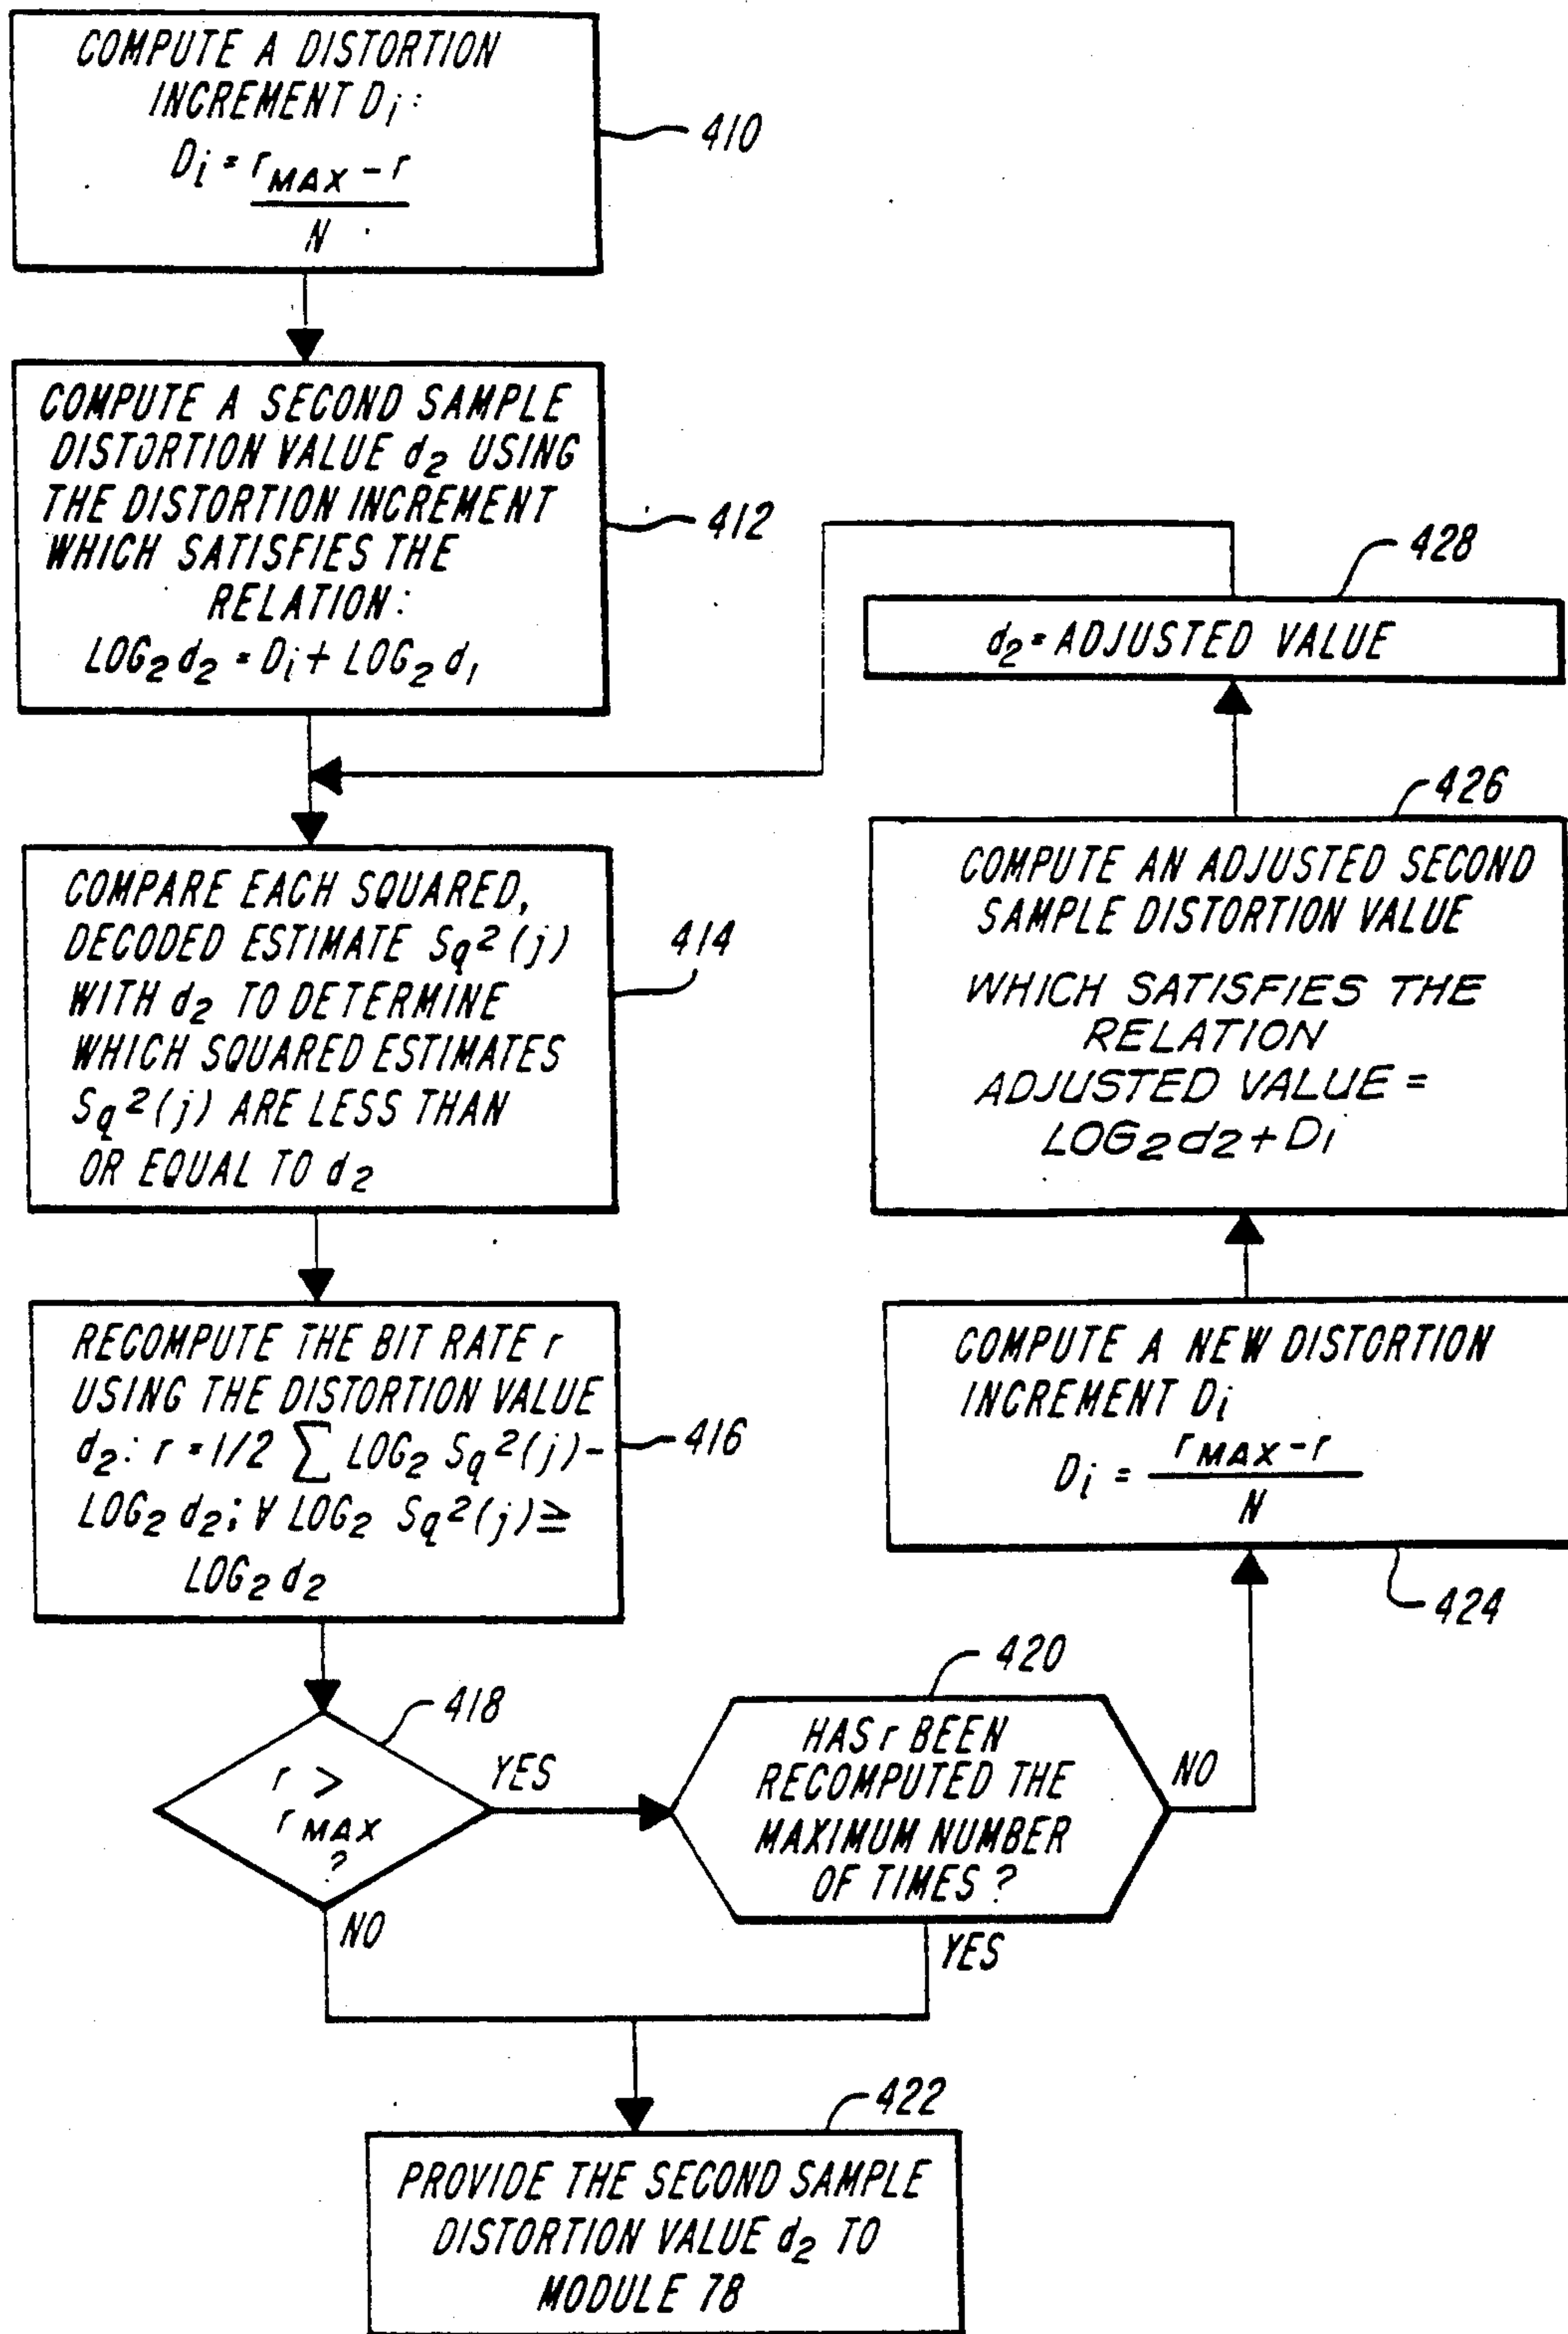 COMPUTE A DISTORTION
INCREMENT Di:
Di = rMAX - r
N
410
COMPUTE A SECOND SAMPLE
DISTORTION VALUE d2 USING
THE DISTORTION INCREMENT
WHICH SATISFIES THE
RELATION:
LOG2 d2 = Di + LOG2 d1
412
COMPARE EACH SQUARED,
DECODED ESTIMATE Sq²(j)
WITH d2 TO DETERMINE
WHICH SQUARED ESTIMATES
Sq²(j) ARE LESS THAN
OR EQUAL TO d2
414
RECOMPUTE THE BIT RATE r
USING THE DISTORTION VALUE
d2: r = 1/2 ∑ LOG2 Sq²(j) -
LOG2 d2; ∀ LOG2 Sq²(j) ≥
LOG2 d2
416
r >
rMAX
?
418
YES
NO
HAS r BEEN
RECOMPUTED THE
MAXIMUM NUMBER
OF TIMES ?
420
NO
YES
PROVIDE THE SECOND SAMPLE
DISTORTION VALUE d2 TO
MODULE 78
422
COMPUTE A NEW DISTORTION
INCREMENT Di
Di = rMAX - r
N
424
COMPUTE AN ADJUSTED SECOND
SAMPLE DISTORTION VALUE
WHICH SATISFIES THE
RELATION
ADJUSTED VALUE =
LOG2 d2 + Di
426
d2 = ADJUSTED VALUE
428